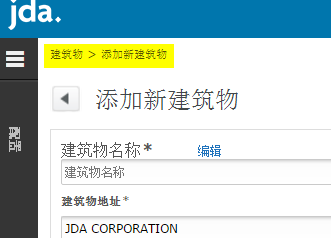 jda.
建筑物 > 添加新建筑物
添加新建筑物
配置
建筑物名称* 编辑
建筑物名称
建筑物地址*
JDA CORPORATION